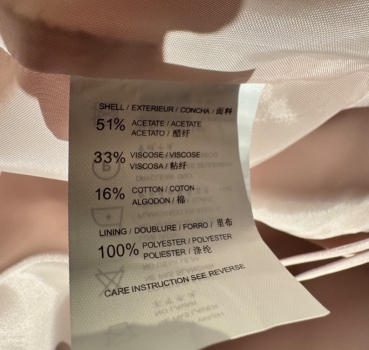 SHELL / EXTERIEUR / CONCHA / 面料
51% ACETATE / ACETATE
ACETATO / 醋纤
33% VISCOSE / VISCOSE
VISCOSA / 粘纤
16% COTTON / COTON
ALGODON / 棉
LINING / DOUBLURE / FORRO / 里布
100% POLYESTER / POLYESTER
POLIESTER / 涤纶
CARE INSTRUCTION SEE REVERSE